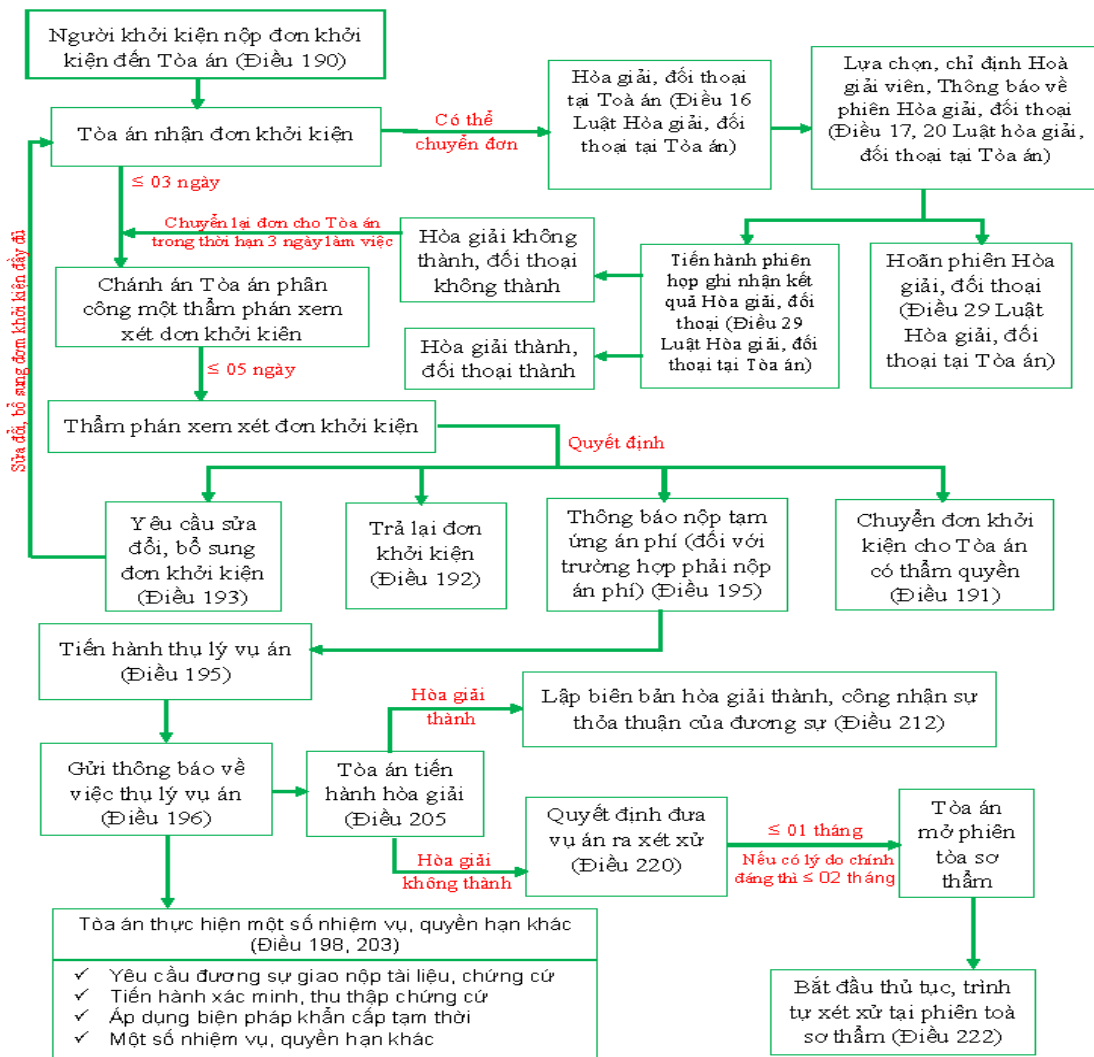 Người khởi kiện nộp đơn khởi
kiện đến Tòa án (Điều 190)
Tòa án nhận đơn khởi kiện
Có thể
chuyển đơn
Hòa giải, đối thoại
tại Toà án (Điều 16
Luật Hòa giải, đối
thoại tại Tòa án)
Lựa chọn, chỉ định Hoà
giải viên, Thông báo về
phiên Hòa giải, đối thoại
(Điều 17, 20 Luật hòa giải,
đối thoại tại Tòa án)
≤ 03 ngày
Chuyển lại đơn cho Tòa án
trong thời hạn 3 ngày làm việc
Hòa giải không
thành, đối thoại
không thành
Tiến hành phiên
họp ghi nhận kết
quả Hòa giải, đối
thoại (Điều 29
Luật Hòa giải, đối
thoại tại Tòa án)
Hoãn phiên Hòa
giải, đối thoại
(Điều 29 Luật
Hòa giải, đối
thoại tại Tòa án)
Hòa giải thành,
đối thoại thành
Chánh án Tòa án phân
công một thẩm phán xem
xét đơn khởi kiên
≤ 05 ngày
Thẩm phán xem xét đơn khởi kiện
Quyết định
Sửa đổi, bổ sung đơm khởi kiện đầy đủ
Yêu cầu sửa
đổi, bổ sung
đơn khởi kiện
(Điều 193)
Trả lại đơn
khởi kiện
(Điều 192)
Thông báo nộp tạm
ứng án phí (đối với
trường hợp phải nộp
án phí) (Điều 195)
Chuyển đơn khởi
kiện cho Tòa án
có thẩm quyền
(Điều 191)
Tiến hành thụ lý vụ án
(Điều 195)
Gửi thông báo về
việc thụ lý vụ án
(Điều 196)
Tòa án tiến
hành hòa giải
(Điều 205
Hòa giải
thành
Lập biên bản hòa giải thành, công nhận sự
thỏa thuận của đương sự (Điều 212)
Hòa giải
không thành
Quyết định đưa
vụ án ra xét xử
(Điều 220)
≤ 01 tháng
Nếu có lý do chính
đáng thì ≤ 02 tháng
Tòa án
mở phiên
tòa sơ
thẩm
Bắt đầu thủ tục, trình
tự xét xử tại phiên toà
sơ thẩm (Điều 222)
Tòa án thực hiện một số nhiệm vụ, quyền hạn khác
(Điều 198, 203)
✓ Yêu cầu đương sự giao nộp tài liệu, chứng cứ
✓ Tiến hành xác minh, thu thập chứng cứ
✓ Áp dụng biện pháp khẩn cấp tạm thời
✓ Một số nhiệm vụ, quyền hạn khác